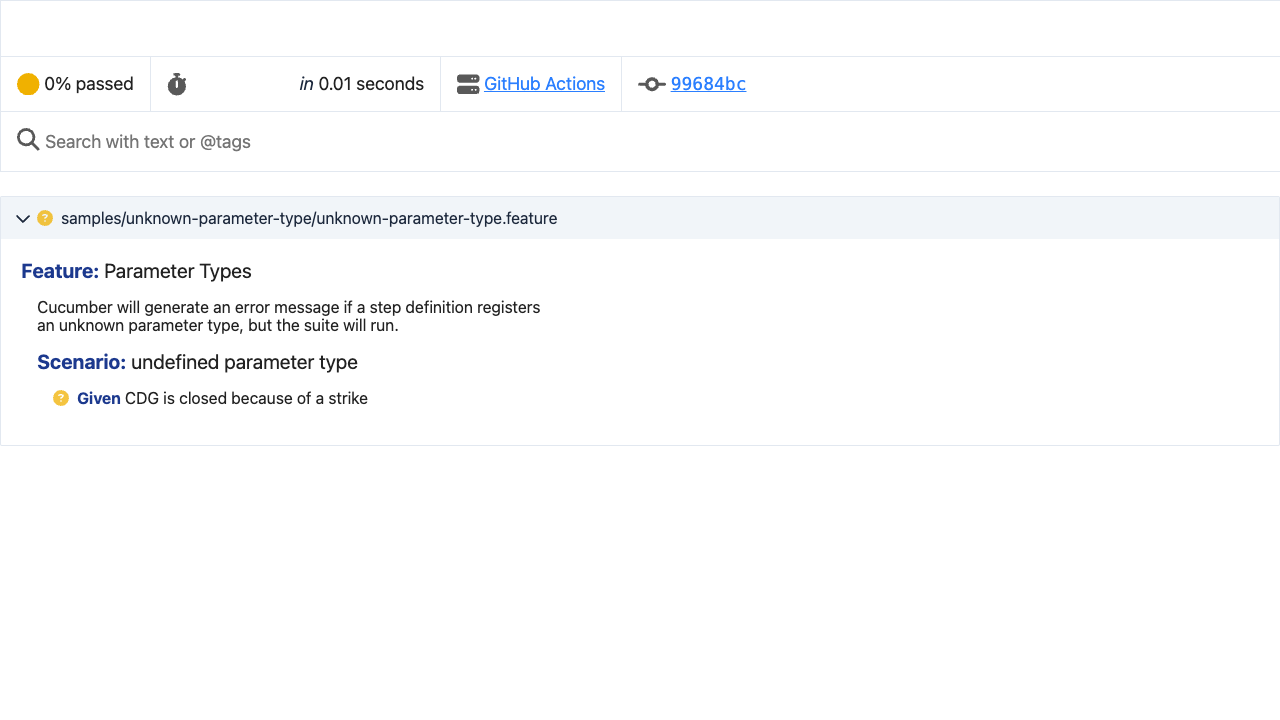 0% passed in 0.01 seconds GitHub Actions 99684bc
Search with text or @tags
samples/unknown-parameter-type/unknown-parameter-type.feature
Feature: Parameter Types
Cucumber will generate an error message if a step definition registers
an unknown parameter type, but the suite will run.
Scenario: undefined parameter type
Given CDG is closed because of a strike